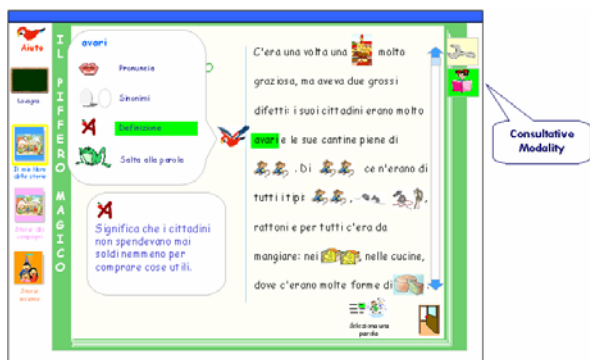 Aiuto
Lavagna
Il mio libro
delle storie
Storie dei
compagni
Storie
insieme
IL PIFFERO MAGICO
avari
Pronuncia
Sinonimi
Definizione
Salta alla parola
Significa che i cittadini
non spendevano mai
soldi nemmeno per
comprare cose utili.
C'era una volta una molto
graziosa, ma aveva due grossi
difetti: i suoi cittadini erano molto
avari e le sue cantine piene di
. Di ce n'erano di
tutti i tipi: , ,
rattoni e per tutti c'era da
mangiare: nei , nelle cucine,
dove c'erano molte forme di .
Seleziona una
parola
Consultative
Modality